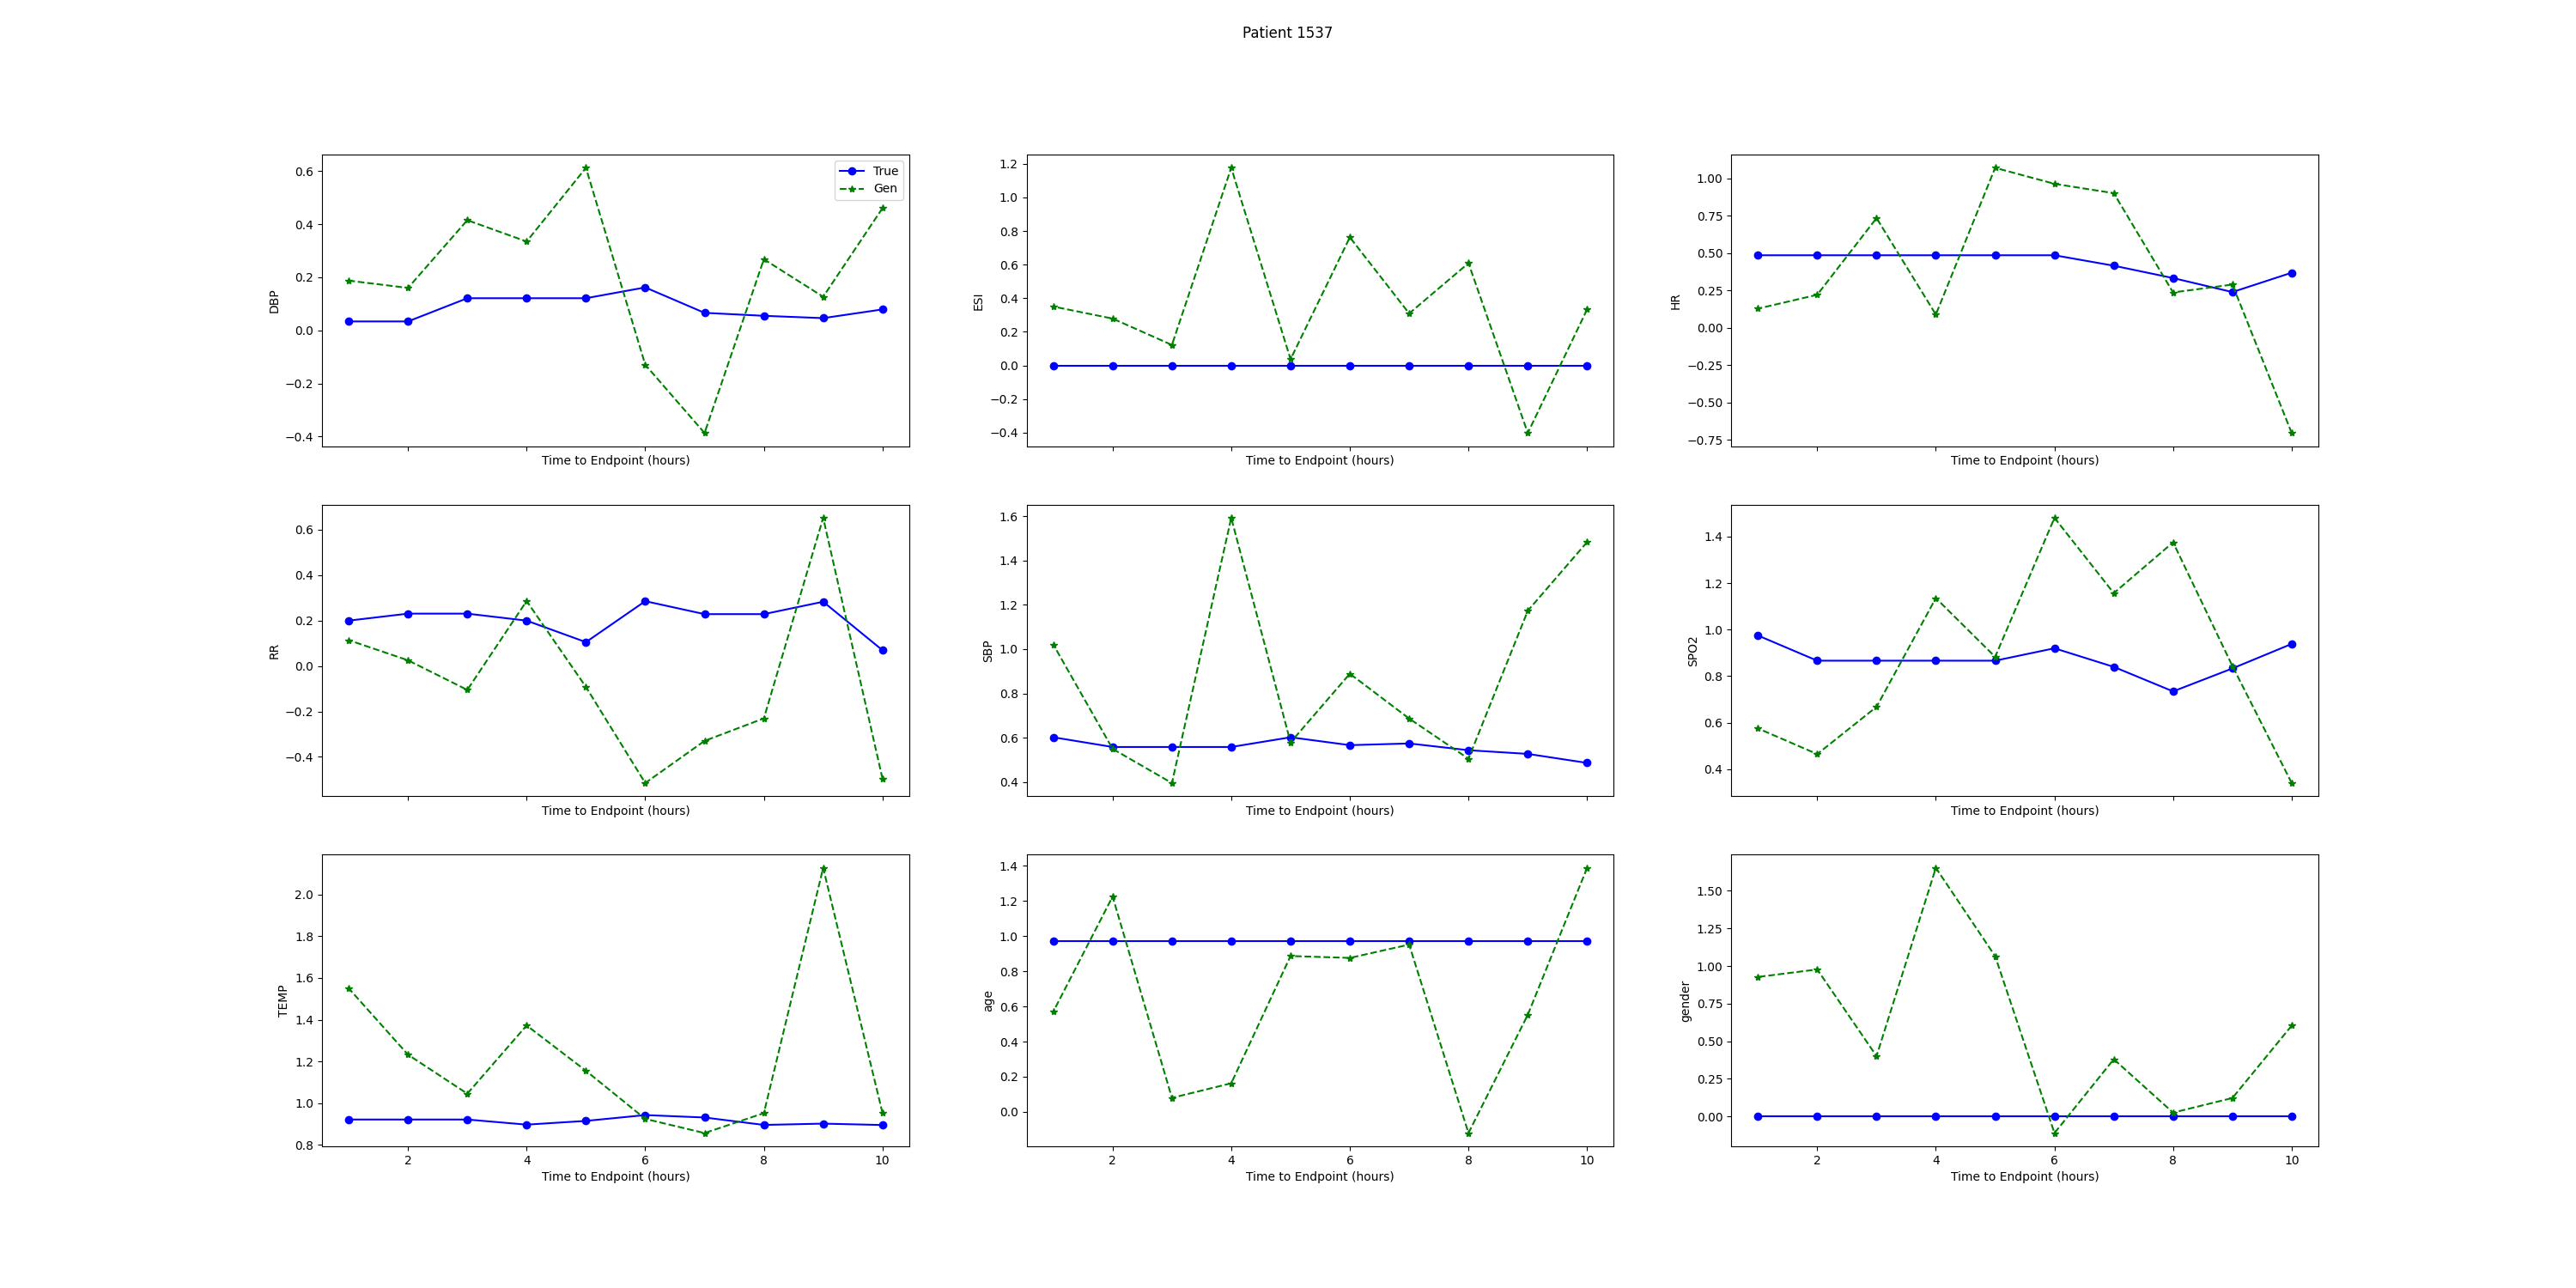 Patient 1537
DBP
0.6
0.4
0.2
0.0
−0.2
−0.4
True
Gen
Time to Endpoint (hours)
ESI
1.2
1.0
0.8
0.6
0.4
0.2
0.0
−0.2
−0.4
Time to Endpoint (hours)
HR
1.00
0.75
0.50
0.25
0.00
−0.25
−0.50
−0.75
Time to Endpoint (hours)
RR
0.6
0.4
0.2
0.0
−0.2
−0.4
Time to Endpoint (hours)
SBP
1.6
1.4
1.2
1.0
0.8
0.6
0.4
Time to Endpoint (hours)
SPO2
1.4
1.2
1.0
0.8
0.6
0.4
Time to Endpoint (hours)
TEMP
2.0
1.8
1.6
1.4
1.2
1.0
0.8
2 4 6 8 10
Time to Endpoint (hours)
age
1.4
1.2
1.0
0.8
0.6
0.4
0.2
0.0
2 4 6 8 10
Time to Endpoint (hours)
gender
1.50
1.25
1.00
0.75
0.50
0.25
0.00
2 4 6 8 10
Time to Endpoint (hours)